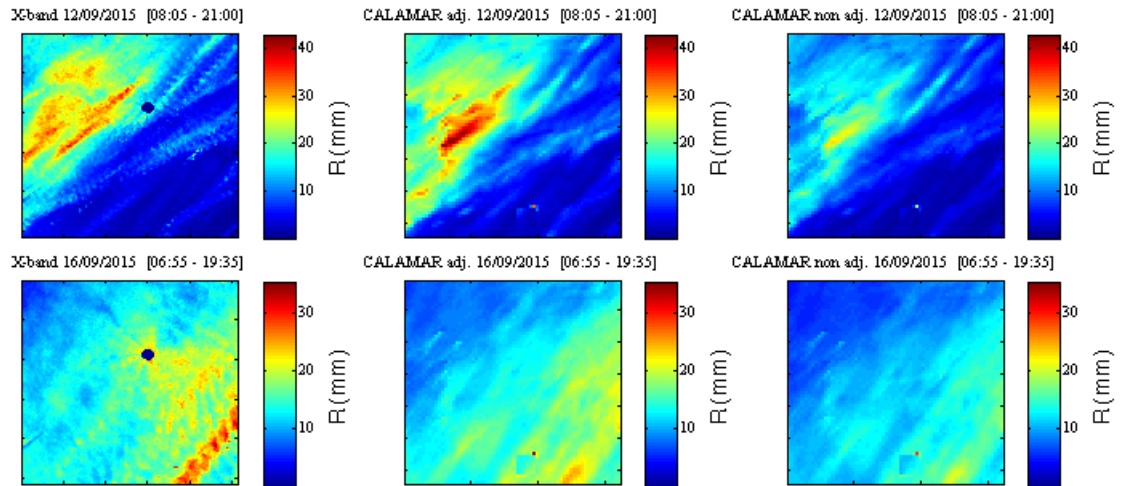 X-band 12/09/2015 [08:05 - 21:00]
CALAMAR adj. 12/09/2015 [08:05 - 21:00]
CALAMAR non adj. 12/09/2015 [08:05 - 21:00]
40
30
20
10
R(mm)
40
30
20
10
R(mm)
40
30
20
10
R(mm)
X-band 16/09/2015 [06:55 - 19:35]
CALAMAR adj. 16/09/2015 [06:55 - 19:35]
CALAMAR non adj. 16/09/2015 [06:55 - 19:35]
30
20
10
R(mm)
30
20
10
R(mm)
30
20
10
R(mm)